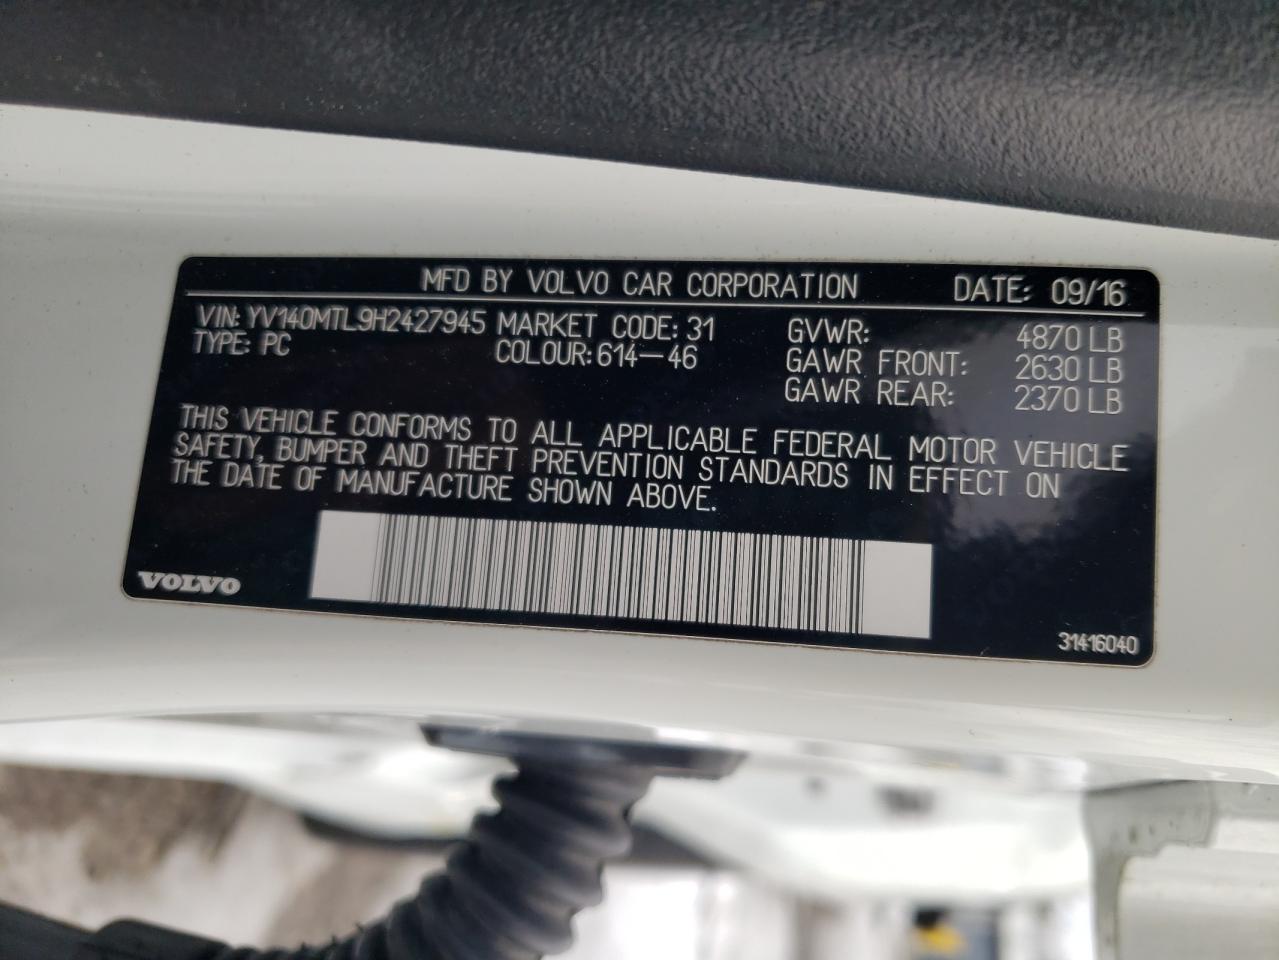 MFD BY VOLVO CAR CORPORATION DATE: 09/16
VIN: YV140MTL9H2427945 MARKET CODE: 31 GVWR: 4870 LB
TYPE: PC COLOUR: 614-46 GAWR FRONT: 2630 LB
GAWR REAR: 2370 LB
THIS VEHICLE CONFORMS TO ALL APPLICABLE FEDERAL MOTOR VEHICLE
SAFETY, BUMPER AND THEFT PREVENTION STANDARDS IN EFFECT ON
THE DATE OF MANUFACTURE SHOWN ABOVE.
VOLVO
31416040